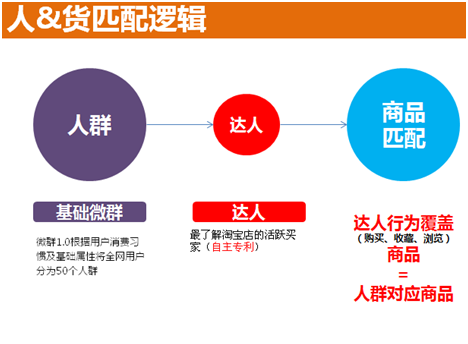 人&货匹配逻辑
人群
达人
商品
匹配
基础微群
达人
微群1.0根据用户消费习
惯及基础属性将全网用户
分为50个人群
最了解淘宝店的活跃买
家（自主专利）
达人行为覆盖
（购买、收藏、浏览）
商品
=
人群对应商品